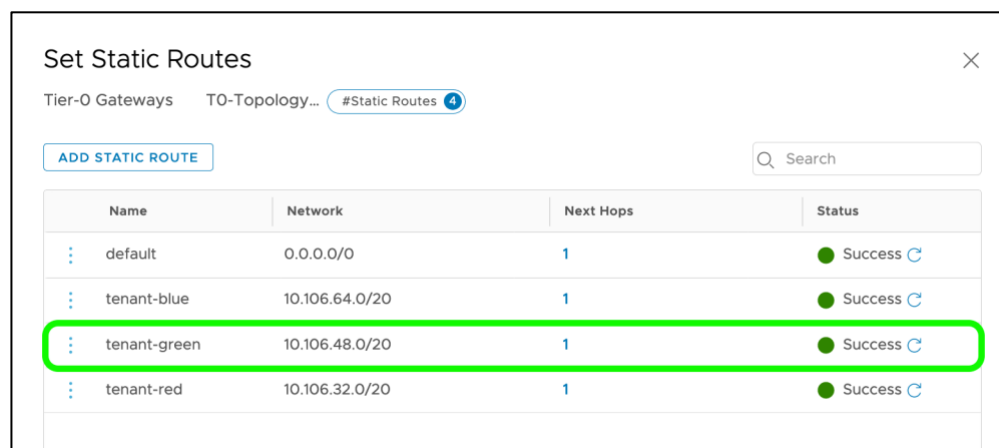 Set Static Routes
Tier-0 Gateways T0-Topology... #Static Routes 4
ADD STATIC ROUTE Search
Name Network Next Hops Status
default 0.0.0.0/0 1 Success
tenant-blue 10.106.64.0/20 1 Success
tenant-green 10.106.48.0/20 1 Success
tenant-red 10.106.32.0/20 1 Success